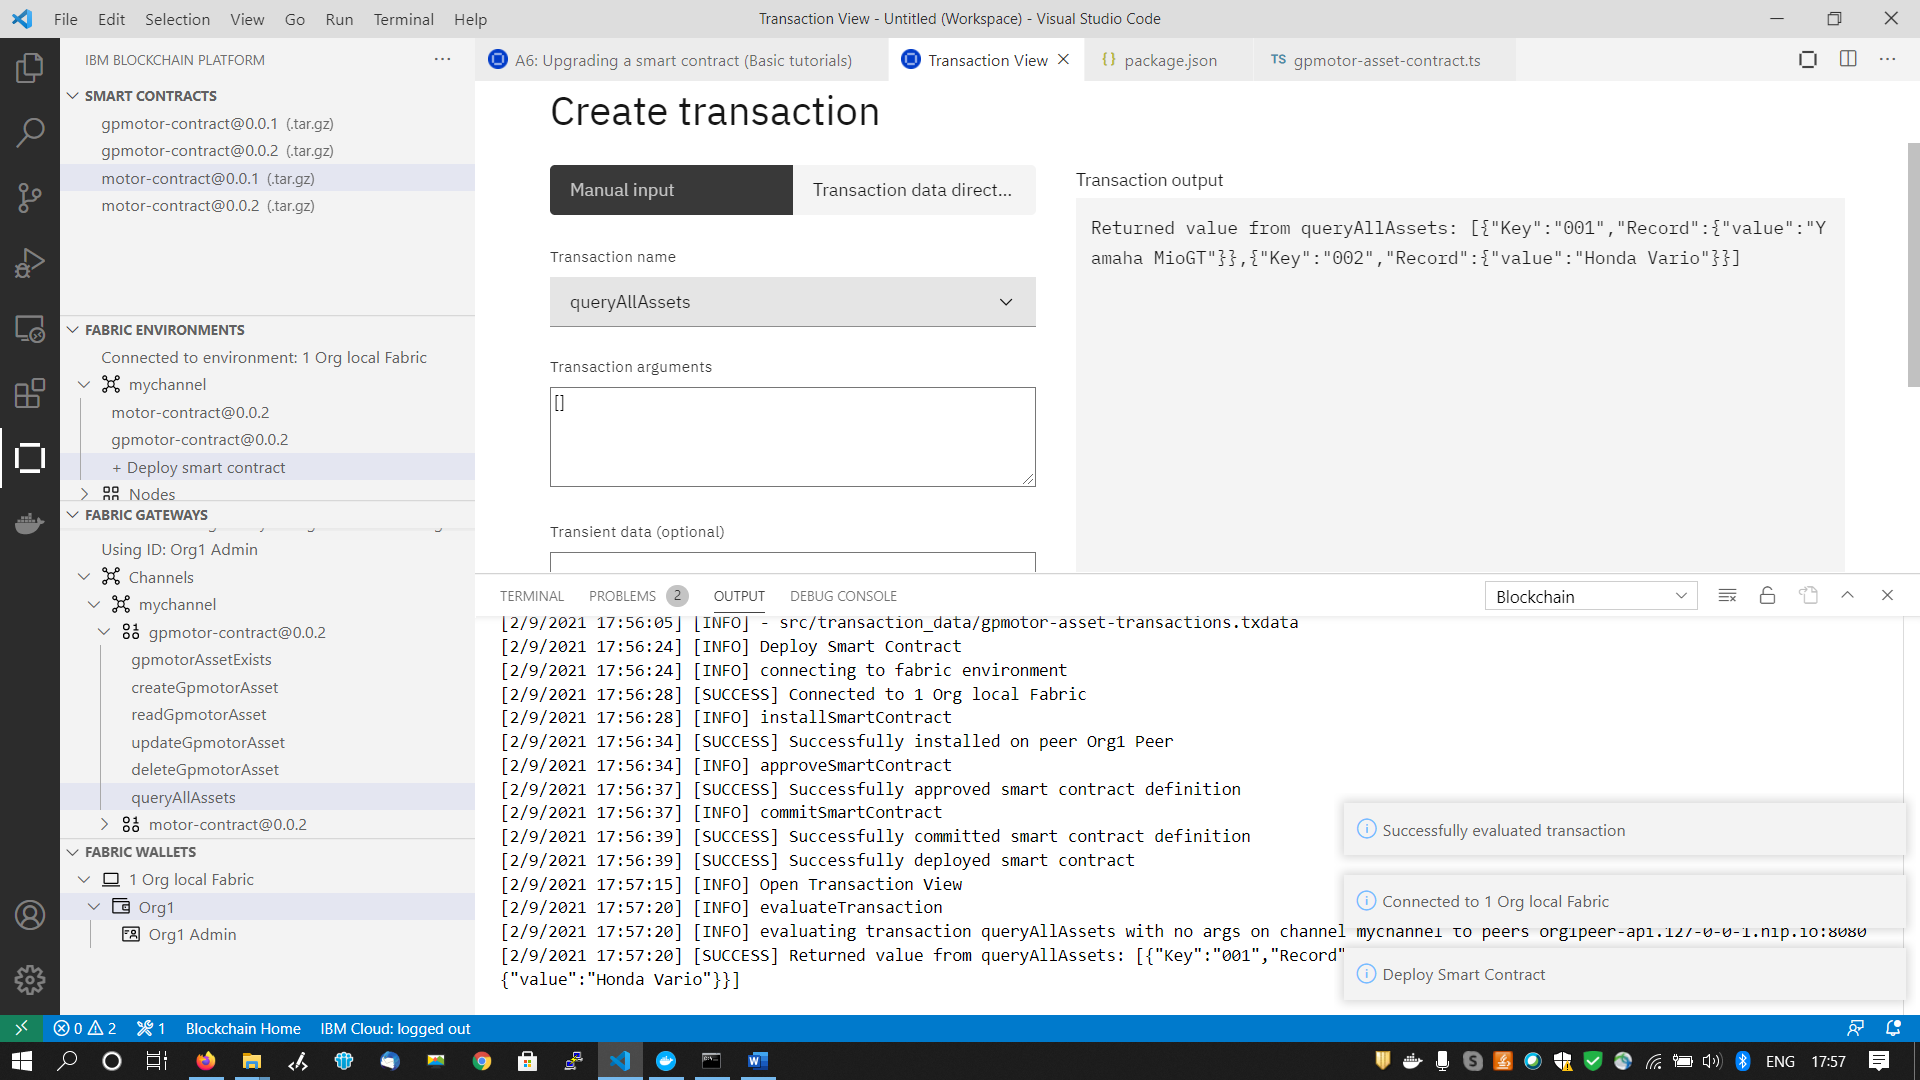 File Edit Selection View Go Run Terminal Help
Transaction View - Untitled (Workspace) - Visual Studio Code
IBM BLOCKCHAIN PLATFORM
SMART CONTRACTS
gpmotor-contract@0.0.1 (.tar.gz)
gpmotor-contract@0.0.2 (.tar.gz)
motor-contract@0.0.1 (.tar.gz)
motor-contract@0.0.2 (.tar.gz)
FABRIC ENVIRONMENTS
Connected to environment: 1 Org local Fabric
mychannel
motor-contract@0.0.2
gpmotor-contract@0.0.2
+ Deploy smart contract
Nodes
FABRIC GATEWAYS
Using ID: Org1 Admin
Channels
mychannel
gpmotor-contract@0.0.2
gpmotorAssetExists
createGpmotorAsset
readGpmotorAsset
updateGpmotorAsset
deleteGpmotorAsset
queryAllAssets
motor-contract@0.0.2
FABRIC WALLETS
1 Org local Fabric
Org1
Org1 Admin
A6: Upgrading a smart contract (Basic tutorials)
Transaction View
{} package.json
TS gpmotor-asset-contract.ts
Create transaction
Manual input
Transaction data direct...
Transaction name
queryAllAssets
Transaction arguments
[]
Transient data (optional)
Transaction output
Returned value from queryAllAssets: [{"Key":"001","Record":{"value":"Y
amaha MioGT"}},{"Key":"002","Record":{"value":"Honda Vario"}}]
TERMINAL PROBLEMS 2 OUTPUT DEBUG CONSOLE
Blockchain
[2/9/2021 17:56:05] [INFO] - src/transaction_data/gpmotor-asset-transactions.txdata
[2/9/2021 17:56:24] [INFO] Deploy Smart Contract
[2/9/2021 17:56:24] [INFO] connecting to fabric environment
[2/9/2021 17:56:28] [SUCCESS] Connected to 1 Org local Fabric
[2/9/2021 17:56:28] [INFO] installSmartContract
[2/9/2021 17:56:34] [SUCCESS] Successfully installed on peer Org1 Peer
[2/9/2021 17:56:34] [INFO] approveSmartContract
[2/9/2021 17:56:37] [SUCCESS] Successfully approved smart contract definition
[2/9/2021 17:56:37] [INFO] commitSmartContract
[2/9/2021 17:56:39] [SUCCESS] Successfully committed smart contract definition
[2/9/2021 17:56:39] [SUCCESS] Successfully deployed smart contract
[2/9/2021 17:57:15] [INFO] Open Transaction View
[2/9/2021 17:57:20] [INFO] evaluateTransaction
[2/9/2021 17:57:20] [INFO] evaluating transaction queryAllAssets with no args on channel mychannel to peers org1peer-api.127-0-0-1.nip.io:8080
[2/9/2021 17:57:20] [SUCCESS] Returned value from queryAllAssets: [{"Key":"001","Record"
{"value":"Honda Vario"}}]
Successfully evaluated transaction
Connected to 1 Org local Fabric
Deploy Smart Contract
0 2 1 Blockchain Home IBM Cloud: logged out
ENG 17:57